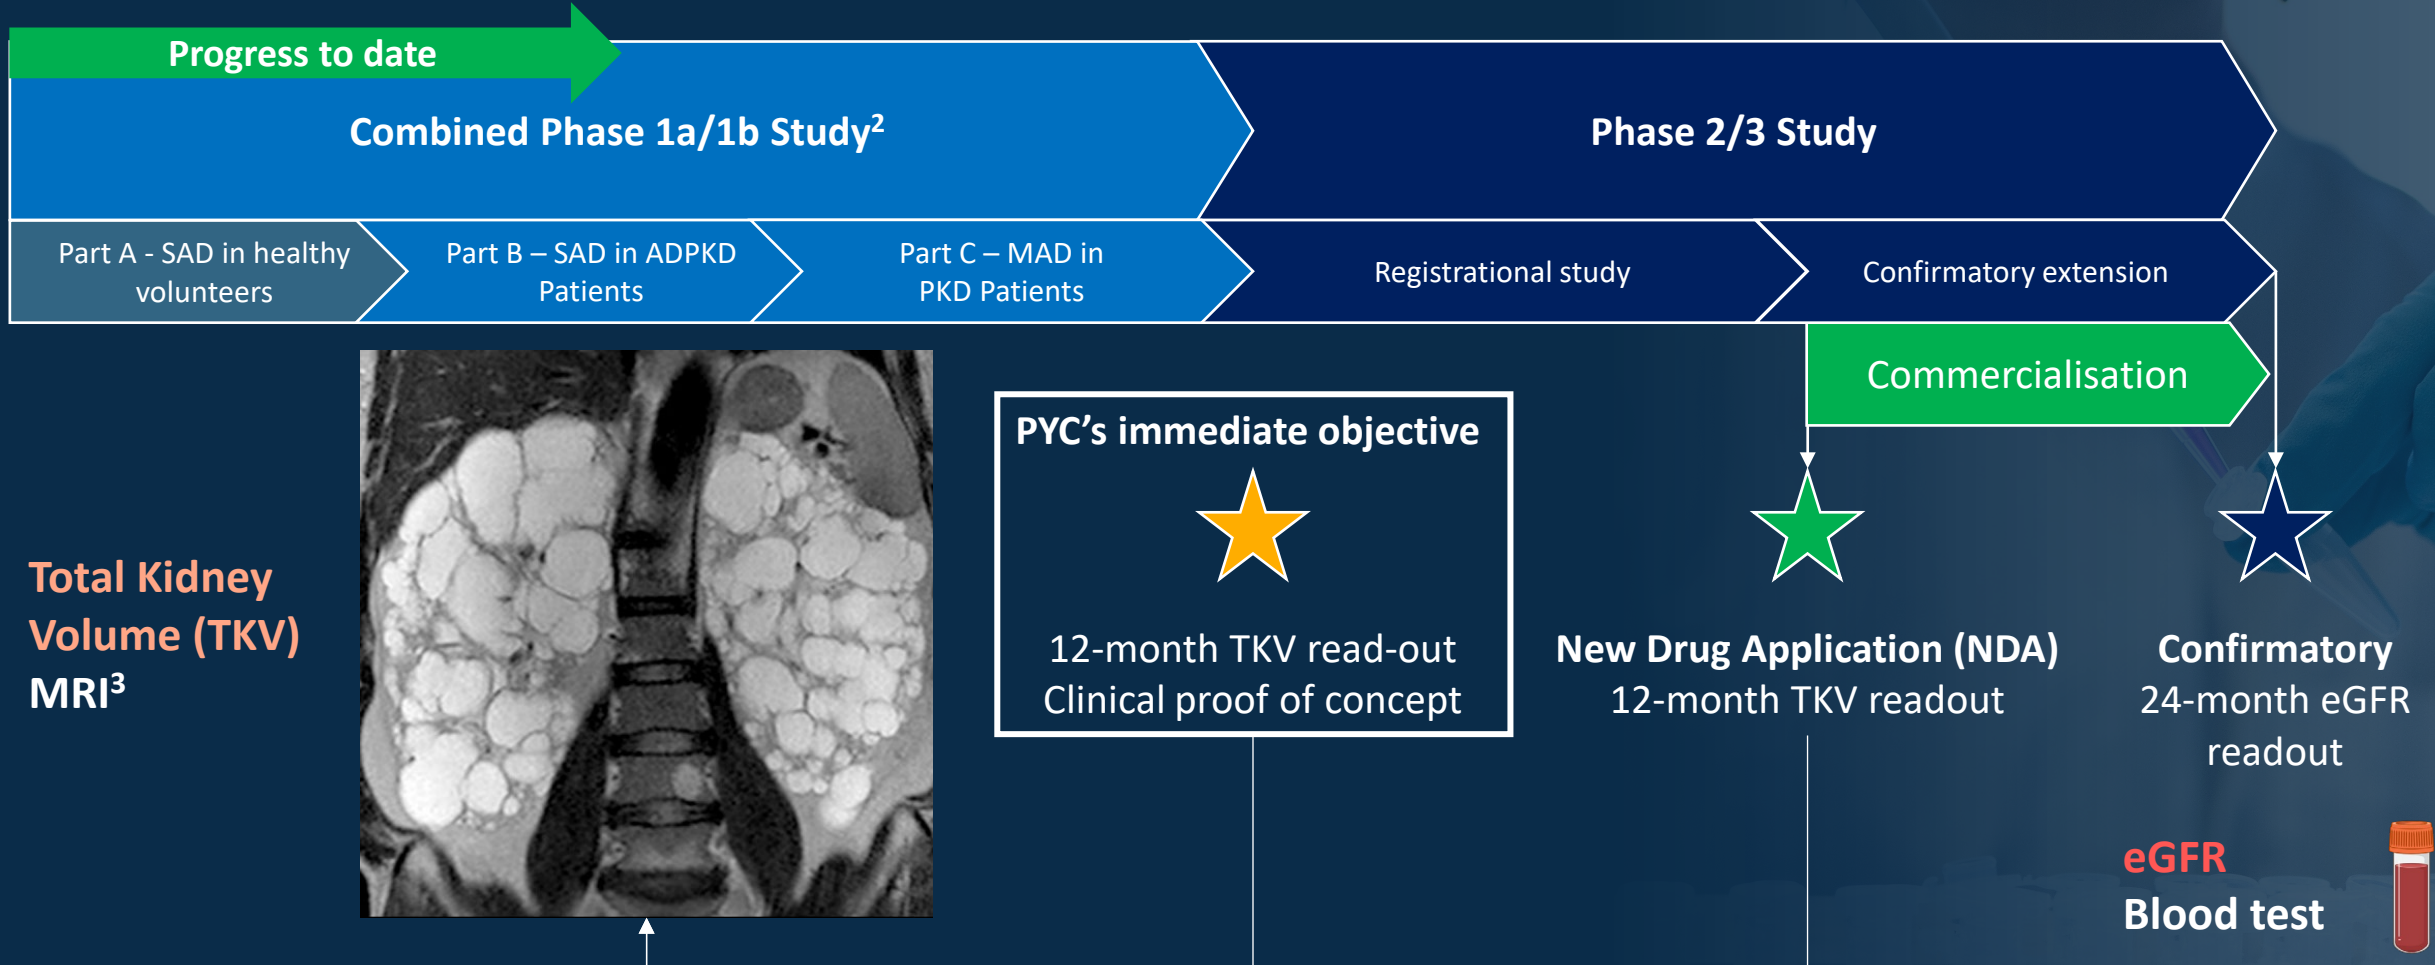 Progress to date
Combined Phase 1a/1b Study²
Phase 2/3 Study
Part A - SAD in healthy
volunteers
Part B – SAD in ADPKD
Patients
Part C – MAD in
PKD Patients
Registrational study
Confirmatory extension
Commercialisation
Total Kidney
Volume (TKV)
MRI³
PYC’s immediate objective
12-month TKV read-out
Clinical proof of concept
New Drug Application (NDA)
12-month TKV readout
Confirmatory
24-month eGFR
readout
eGFR
Blood test